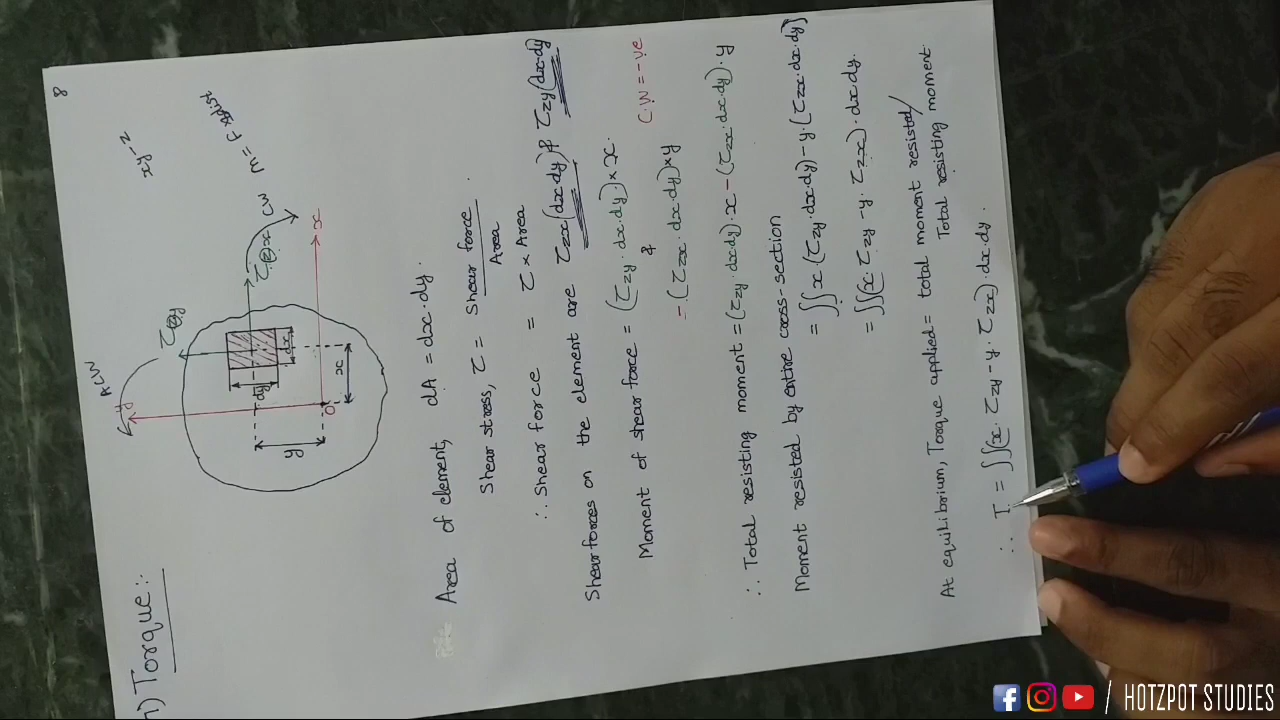 8
h) Torque:-
xy-z
ACW
y
τzy
τzx
CW
M = F × ⊥dist
dy
dx
x
y
x
O
Area of element, dA = dx·dy.
Shear stress, τ = Shear force / Area
∴ Shear force = τ × Area
Shear forces on the element are τzx(dx·dy) & τzy(dx·dy)
Moment of shear force = (τzy·dx·dy)×x.
&
-(τzx·dx·dy)×y
C.W = -ve
∴ Total resisting moment = (τzy·dx·dy)·x - (τzx·dx·dy)·y
Moment resisted by entire cross-section
= ∫∫ x·(τzy·dx·dy) - y·(τzx·dx·dy)
= ∫∫(x·τzy - y·τzx)·dx·dy.
At equilibrium, Torque applied = total moment resisted/
Total resisting moment
∴ T = ∫∫(x·τzy - y·τzx)·dx·dy.
/ HOTZPOT STUDIES